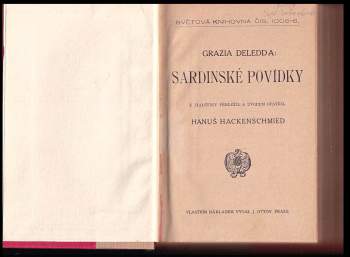 SVĚTOVÁ KNIHOVNA ČÍS. 1005-6.
GRAZIA DELEDDA:
SARDINSKÉ POVÍDKY
Z ITALŠTINY PŘELOŽIL A ÚVODEM OPATŘIL
HANUŠ HACKENSCHMIED
VLASTNÍM NÁKLADEM VYDAL J. OTTO V PRAZE